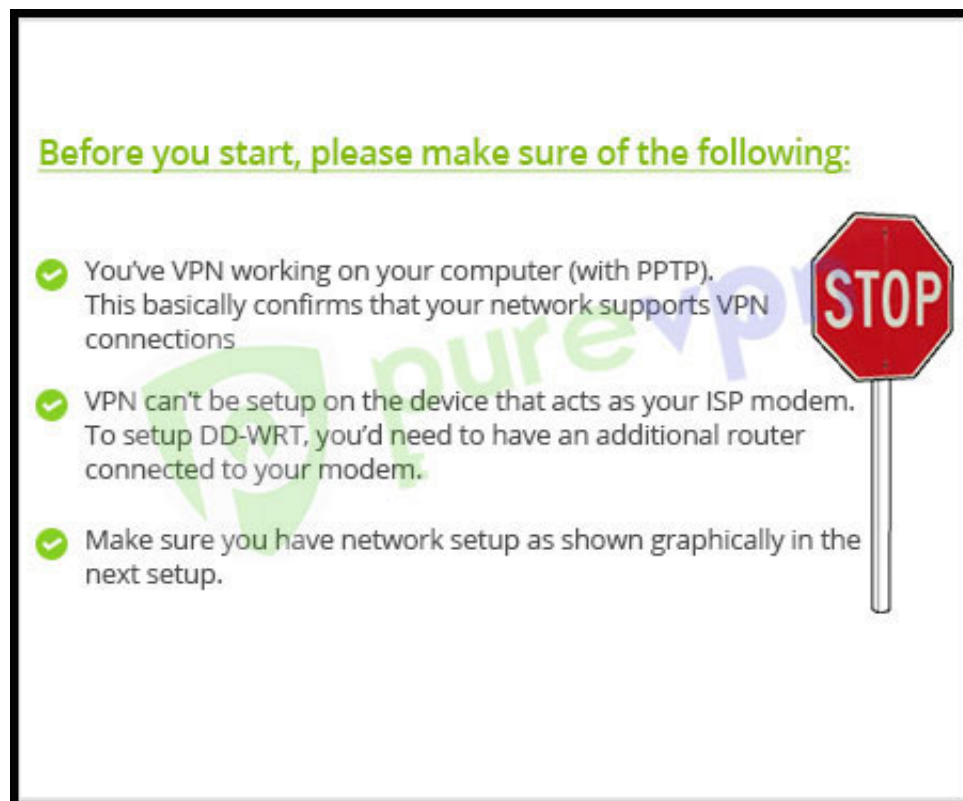 Before you start, please make sure of the following:
You've VPN working on your computer (with PPTP).
This basically confirms that your network supports VPN
connections
VPN can't be setup on the device that acts as your ISP modem.
To setup DD-WRT, you'd need to have an additional router
connected to your modem.
Make sure you have network setup as shown graphically in the
next setup.
STOP
purevpn